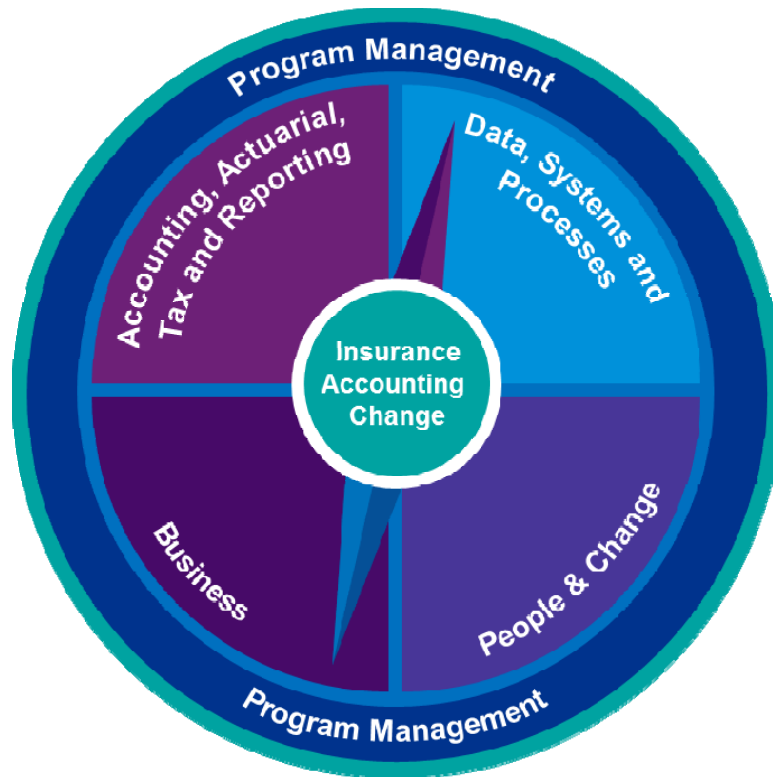 Program Management
Accounting, Actuarial,
Tax and Reporting
Data, Systems and
Processes
Insurance
Accounting
Change
Business
People & Change
Program Management